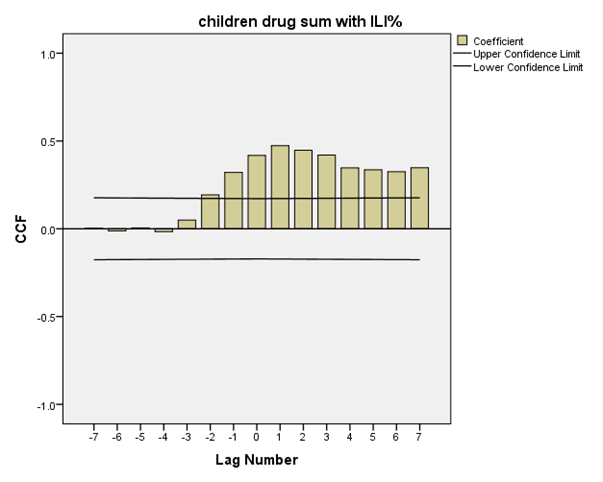 children drug sum with ILI%
Coefficient
Upper Confidence Limit
Lower Confidence Limit
1.0
0.5
0.0
-0.5
-1.0
CCF
-7 -6 -5 -4 -3 -2 -1 0 1 2 3 4 5 6 7
Lag Number